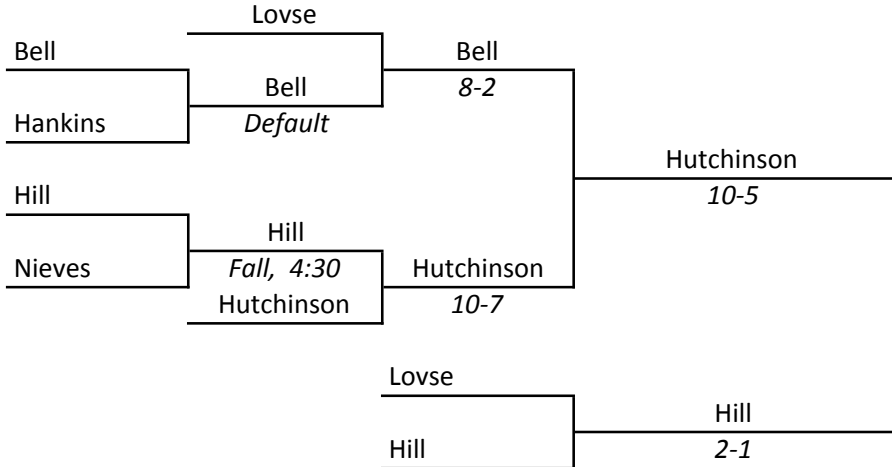 Lovse
Bell
Bell
Bell
8-2
Hankins
Default
Hutchinson
10-5
Hill
Hill
Nieves
Fall, 4:30
Hutchinson
Hutchinson
10-7
Lovse
Hill
Hill
2-1